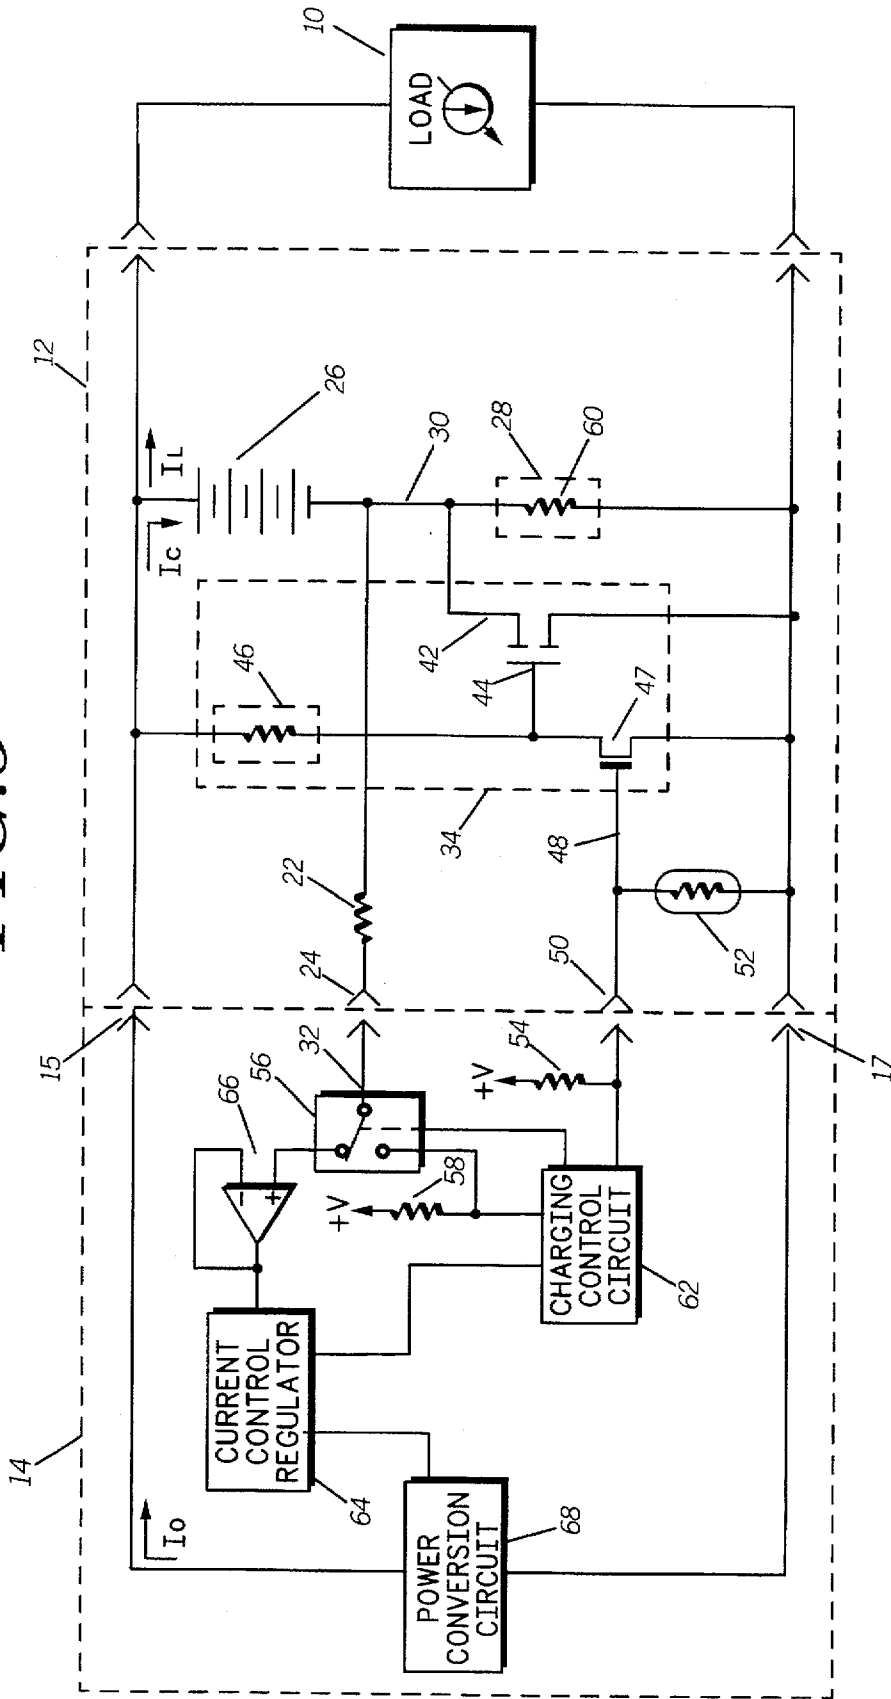 FIG.3
14
12
10
15
Io
Ic
IL
LOAD
26
66
46
24
22
32
56
30
42
28
60
44
CURRENT
CONTROL
REGULATOR
64
+V
58
+V
54
50
34
48
47
52
POWER
CONVERSION
CIRCUIT
68
CHARGING
CONTROL
CIRCUIT
62
17